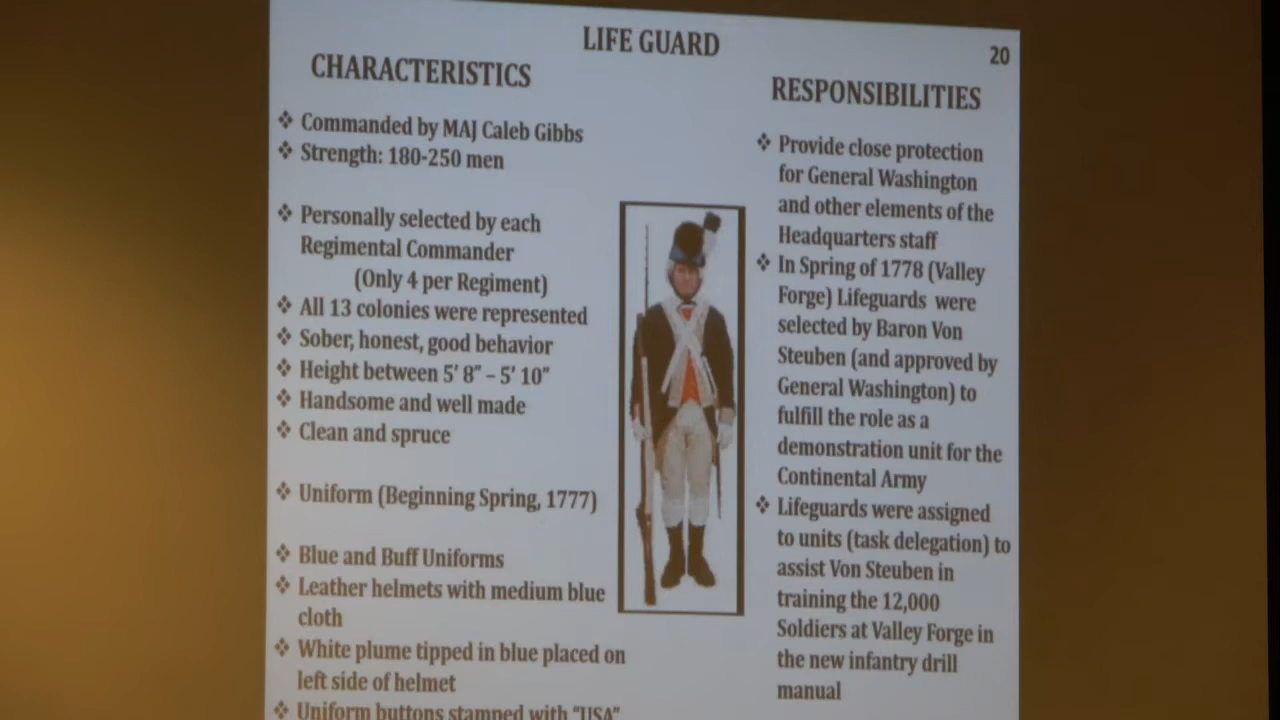 LIFE GUARD
20
CHARACTERISTICS
❖ Commanded by MAJ Caleb Gibbs
❖ Strength: 180-250 men
❖ Personally selected by each
Regimental Commander
(Only 4 per Regiment)
❖ All 13 colonies were represented
❖ Sober, honest, good behavior
❖ Height between 5’ 8” – 5’ 10”
❖ Handsome and well made
❖ Clean and spruce
❖ Uniform (Beginning Spring, 1777)
❖ Blue and Buff Uniforms
❖ Leather helmets with medium blue
cloth
❖ White plume tipped in blue placed on
left side of helmet
❖ Uniform buttons stamped with “USA”
RESPONSIBILITIES
❖ Provide close protection
for General Washington
and other elements of the
Headquarters staff
❖ In Spring of 1778 (Valley
Forge) Lifeguards were
selected by Baron Von
Steuben (and approved by
General Washington) to
fulfill the role as a
demonstration unit for the
Continental Army
❖ Lifeguards were assigned
to units (task delegation) to
assist Von Steuben in
training the 12,000
Soldiers at Valley Forge in
the new infantry drill
manual